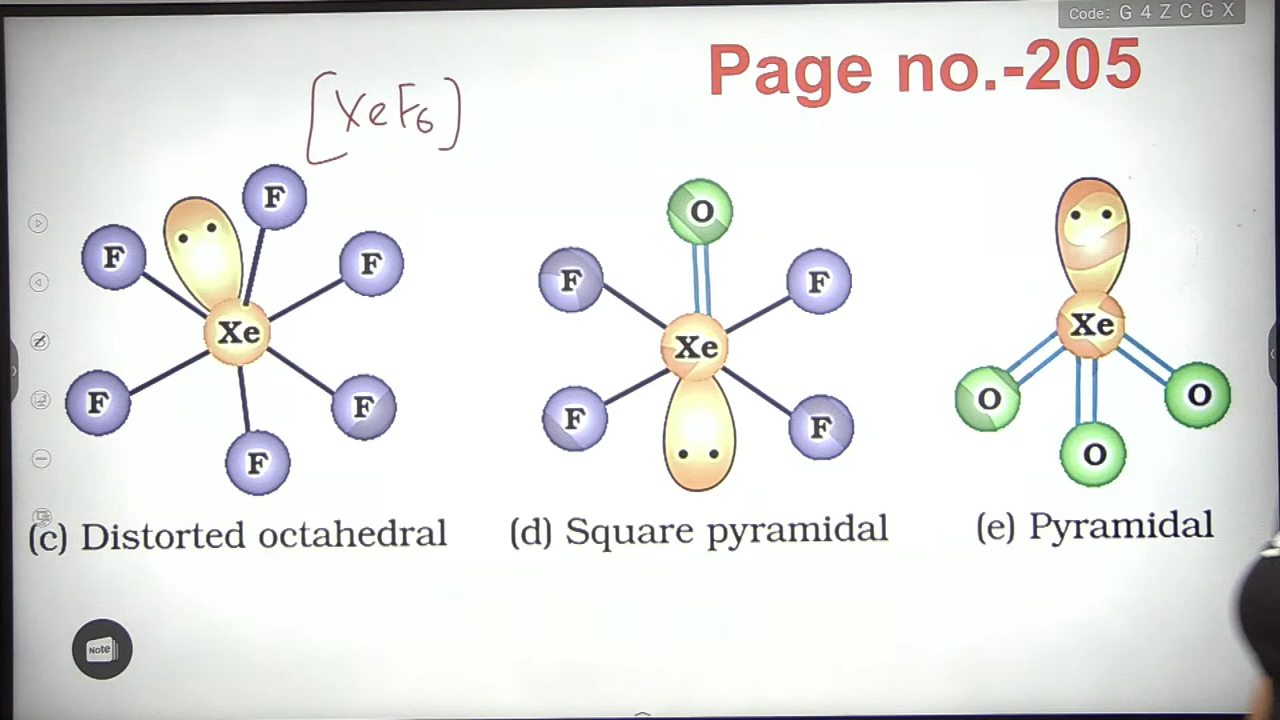 Code: G 4 Z C G X
Page no.-205
[XeF6]
F
F
F
Xe
F
F
F
(c) Distorted octahedral
O
F
F
Xe
F
F
(d) Square pyramidal
Xe
O
O
O
(e) Pyramidal
Note